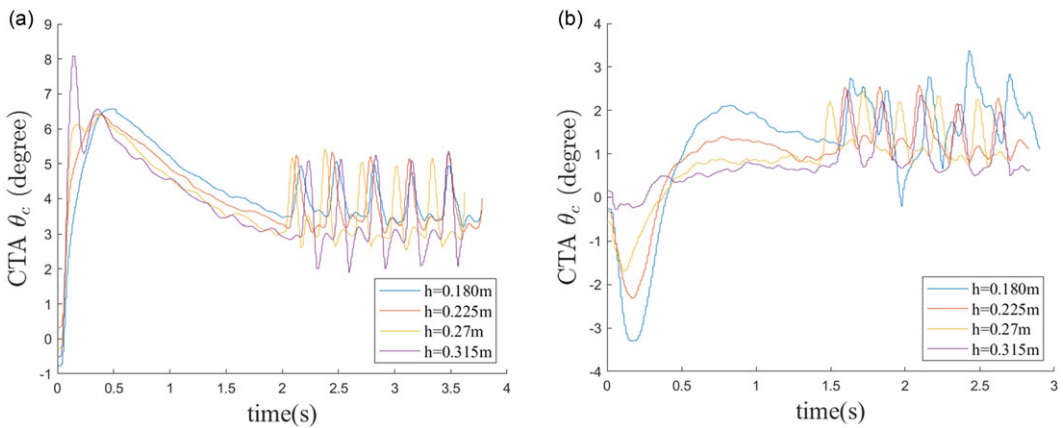 (a)
9
8
7
6
5
4
3
2
1
0
-1
CTA θc (degree)
0 0.5 1 1.5 2 2.5 3 3.5 4
time(s)
h=0.180m
h=0.225m
h=0.27m
h=0.315m
(b)
4
3
2
1
0
-1
-2
-3
-4
CTA θc (degree)
0 0.5 1 1.5 2 2.5 3
time(s)
h=0.180m
h=0.225m
h=0.27m
h=0.315m